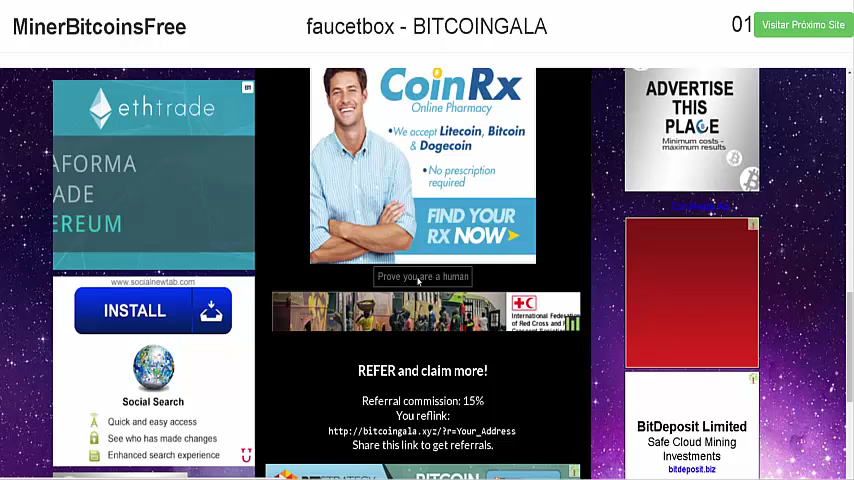 MinerBitcoinsFree
faucetbox - BITCOINGALA
01
Visitar Próximo Site
ethtrade
AFORMA
ADE
EREUM
www.socialnewtab.com
INSTALL
Social Search
Quick and easy access
See who has made changes
Enhanced search experience
CoinRx
Online Pharmacy
•We accept Litecoin, Bitcoin
& Dogecoin
•No prescription
required
FIND YOUR
RX NOW
Prove you are a human
International Federation
of Red Cross and
REFER and claim more!
Referral commission: 15%
You reflink:
http://bitcoingala.xyz/?r=Your_Address
Share this link to get referrals.
BITCOIN
ADVERTISE
THIS
PLACE
Minimum costs -
maximum results
BitDeposit Limited
Safe Cloud Mining
Investments
bitdeposit.biz